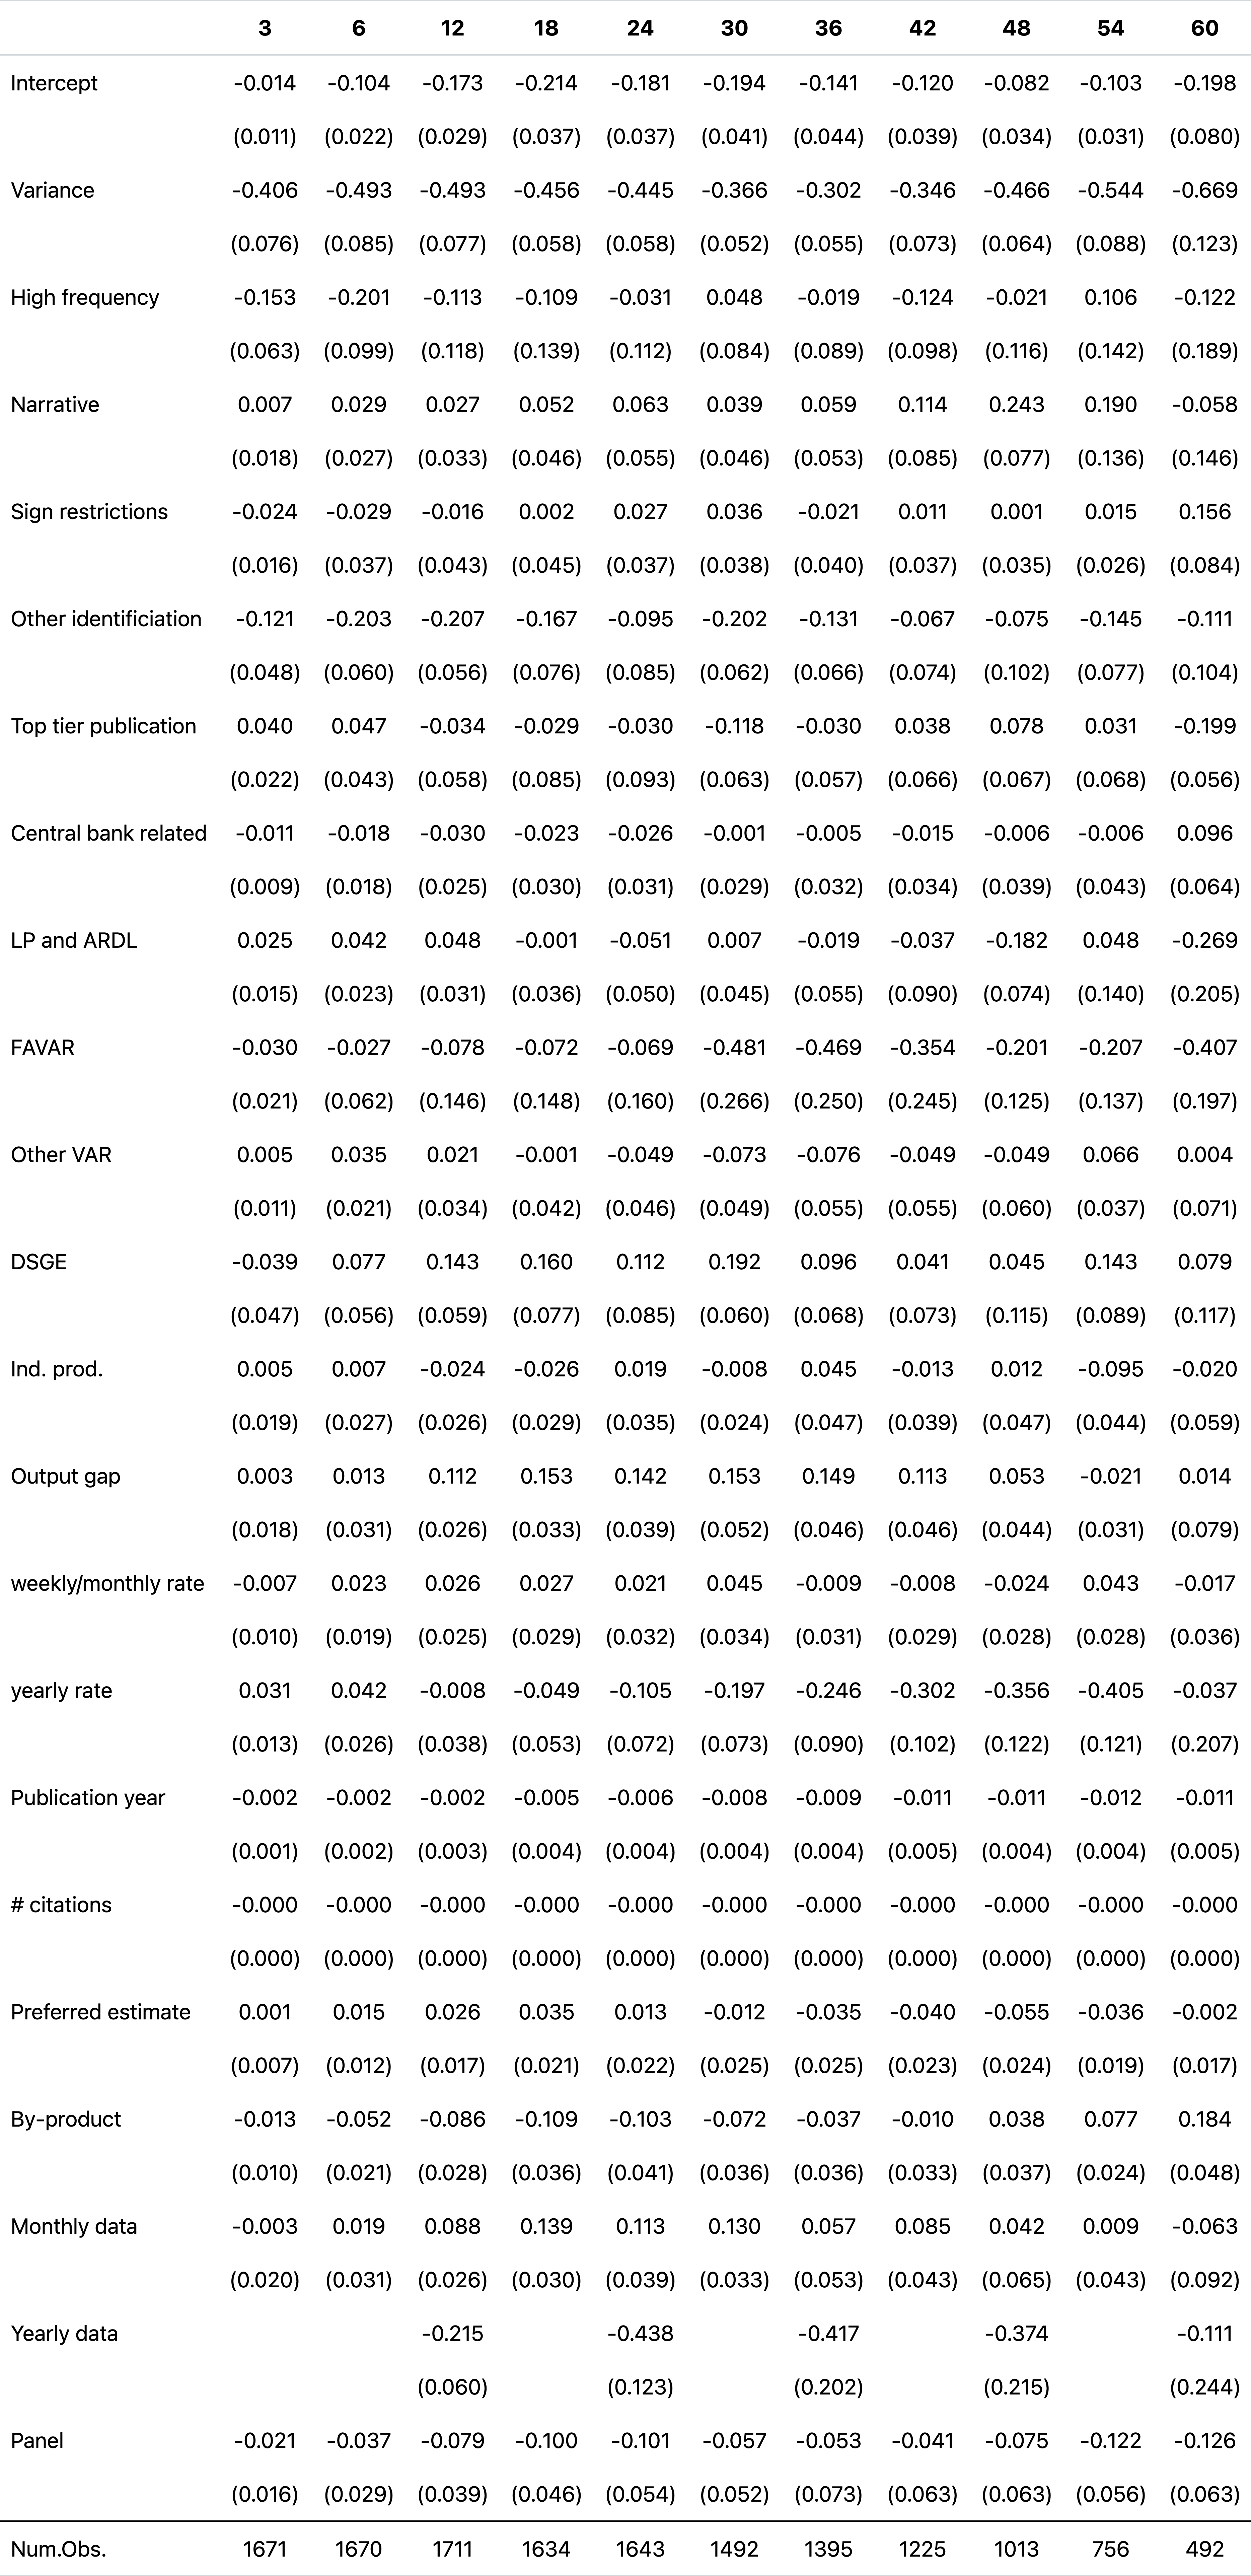 3 6 12 18 24 30 36 42 48 54 60
Intercept -0.014 -0.104 -0.173 -0.214 -0.181 -0.194 -0.141 -0.120 -0.082 -0.103 -0.198
(0.011) (0.022) (0.029) (0.037) (0.037) (0.041) (0.044) (0.039) (0.034) (0.031) (0.080)
Variance -0.406 -0.493 -0.493 -0.456 -0.445 -0.366 -0.302 -0.346 -0.466 -0.544 -0.669
(0.076) (0.085) (0.077) (0.058) (0.058) (0.052) (0.055) (0.073) (0.064) (0.088) (0.123)
High frequency -0.153 -0.201 -0.113 -0.109 -0.031 0.048 -0.019 -0.124 -0.021 0.106 -0.122
(0.063) (0.099) (0.118) (0.139) (0.112) (0.084) (0.089) (0.098) (0.116) (0.142) (0.189)
Narrative 0.007 0.029 0.027 0.052 0.063 0.039 0.059 0.114 0.243 0.190 -0.058
(0.018) (0.027) (0.033) (0.046) (0.055) (0.046) (0.053) (0.085) (0.077) (0.136) (0.146)
Sign restrictions -0.024 -0.029 -0.016 0.002 0.027 0.036 -0.021 0.011 0.001 0.015 0.156
(0.016) (0.037) (0.043) (0.045) (0.037) (0.038) (0.040) (0.037) (0.035) (0.026) (0.084)
Other identificiation -0.121 -0.203 -0.207 -0.167 -0.095 -0.202 -0.131 -0.067 -0.075 -0.145 -0.111
(0.048) (0.060) (0.056) (0.076) (0.085) (0.062) (0.066) (0.074) (0.102) (0.077) (0.104)
Top tier publication 0.040 0.047 -0.034 -0.029 -0.030 -0.118 -0.030 0.038 0.078 0.031 -0.199
(0.022) (0.043) (0.058) (0.085) (0.093) (0.063) (0.057) (0.066) (0.067) (0.068) (0.056)
Central bank related -0.011 -0.018 -0.030 -0.023 -0.026 -0.001 -0.005 -0.015 -0.006 -0.006 0.096
(0.009) (0.018) (0.025) (0.030) (0.031) (0.029) (0.032) (0.034) (0.039) (0.043) (0.064)
LP and ARDL 0.025 0.042 0.048 -0.001 -0.051 0.007 -0.019 -0.037 -0.182 0.048 -0.269
(0.015) (0.023) (0.031) (0.036) (0.050) (0.045) (0.055) (0.090) (0.074) (0.140) (0.205)
FAVAR -0.030 -0.027 -0.078 -0.072 -0.069 -0.481 -0.469 -0.354 -0.201 -0.207 -0.407
(0.021) (0.062) (0.146) (0.148) (0.160) (0.266) (0.250) (0.245) (0.125) (0.137) (0.197)
Other VAR 0.005 0.035 0.021 -0.001 -0.049 -0.073 -0.076 -0.049 -0.049 0.066 0.004
(0.011) (0.021) (0.034) (0.042) (0.046) (0.049) (0.055) (0.055) (0.060) (0.037) (0.071)
DSGE -0.039 0.077 0.143 0.160 0.112 0.192 0.096 0.041 0.045 0.143 0.079
(0.047) (0.056) (0.059) (0.077) (0.085) (0.060) (0.068) (0.073) (0.115) (0.089) (0.117)
Ind. prod. 0.005 0.007 -0.024 -0.026 0.019 -0.008 0.045 -0.013 0.012 -0.095 -0.020
(0.019) (0.027) (0.026) (0.029) (0.035) (0.024) (0.047) (0.039) (0.047) (0.044) (0.059)
Output gap 0.003 0.013 0.112 0.153 0.142 0.153 0.149 0.113 0.053 -0.021 0.014
(0.018) (0.031) (0.026) (0.033) (0.039) (0.052) (0.046) (0.046) (0.044) (0.031) (0.079)
weekly/monthly rate -0.007 0.023 0.026 0.027 0.021 0.045 -0.009 -0.008 -0.024 0.043 -0.017
(0.010) (0.019) (0.025) (0.029) (0.032) (0.034) (0.031) (0.029) (0.028) (0.028) (0.036)
yearly rate 0.031 0.042 -0.008 -0.049 -0.105 -0.197 -0.246 -0.302 -0.356 -0.405 -0.037
(0.013) (0.026) (0.038) (0.053) (0.072) (0.073) (0.090) (0.102) (0.122) (0.121) (0.207)
Publication year -0.002 -0.002 -0.002 -0.005 -0.006 -0.008 -0.009 -0.011 -0.011 -0.012 -0.011
(0.001) (0.002) (0.003) (0.004) (0.004) (0.004) (0.004) (0.005) (0.004) (0.004) (0.005)
# citations -0.000 -0.000 -0.000 -0.000 -0.000 -0.000 -0.000 -0.000 -0.000 -0.000 -0.000
(0.000) (0.000) (0.000) (0.000) (0.000) (0.000) (0.000) (0.000) (0.000) (0.000) (0.000)
Preferred estimate 0.001 0.015 0.026 0.035 0.013 -0.012 -0.035 -0.040 -0.055 -0.036 -0.002
(0.007) (0.012) (0.017) (0.021) (0.022) (0.025) (0.025) (0.023) (0.024) (0.019) (0.017)
By-product -0.013 -0.052 -0.086 -0.109 -0.103 -0.072 -0.037 -0.010 0.038 0.077 0.184
(0.010) (0.021) (0.028) (0.036) (0.041) (0.036) (0.036) (0.033) (0.037) (0.024) (0.048)
Monthly data -0.003 0.019 0.088 0.139 0.113 0.130 0.057 0.085 0.042 0.009 -0.063
(0.020) (0.031) (0.026) (0.030) (0.039) (0.033) (0.053) (0.043) (0.065) (0.043) (0.092)
Yearly data -0.215 -0.438 -0.417 -0.374 -0.111
(0.060) (0.123) (0.202) (0.215) (0.244)
Panel -0.021 -0.037 -0.079 -0.100 -0.101 -0.057 -0.053 -0.041 -0.075 -0.122 -0.126
(0.016) (0.029) (0.039) (0.046) (0.054) (0.052) (0.073) (0.063) (0.063) (0.056) (0.063)
Num.Obs. 1671 1670 1711 1634 1643 1492 1395 1225 1013 756 492